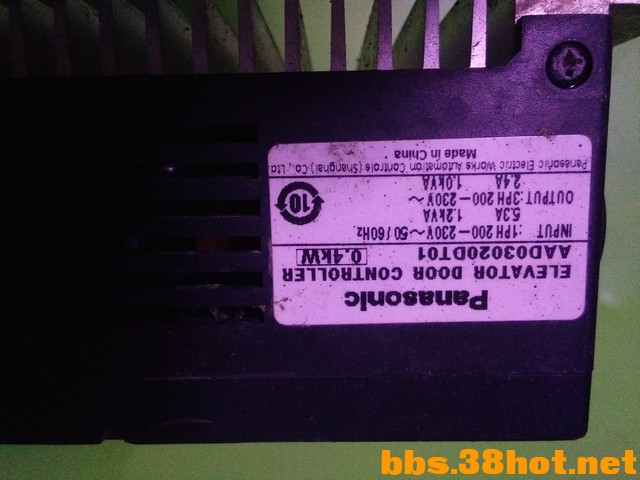 Panasonic
ELEVATOR DOOR CONTROLLER
AAD03020DT01 0.4kW
INPUT :1PH 200-230V~50/60Hz
5.3A 1.2kVA
OUTPUT :3PH 200-230V~
2.4A 1.0kVA
10
Panasonic Electric Works Automation Controls (Shanghai) Co., Ltd
Made in China
bbs.38hot.net